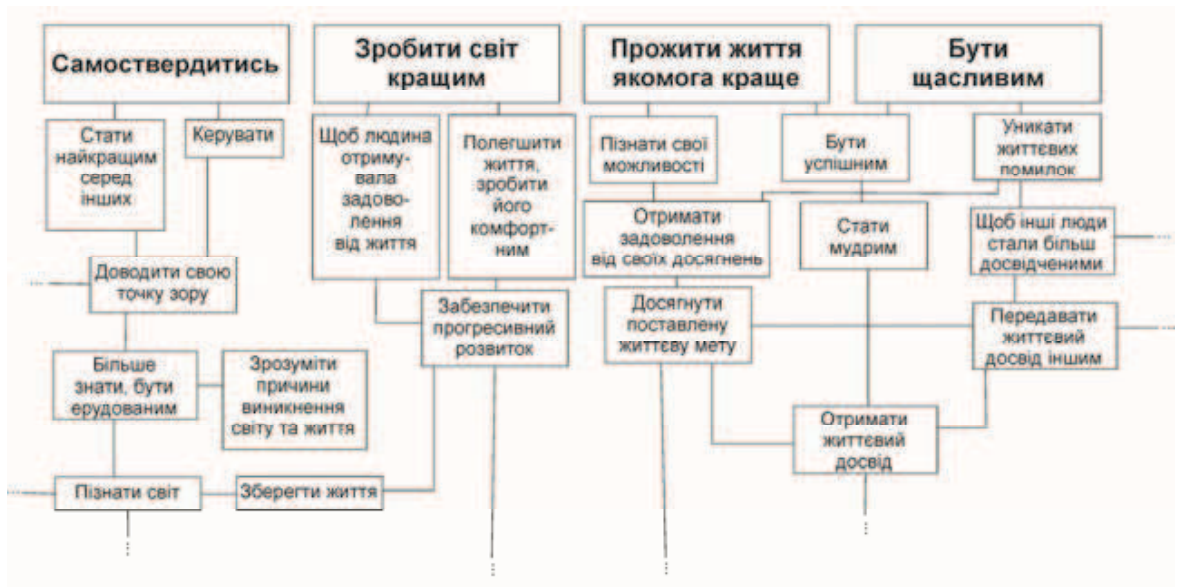 Самоствердитись
Зробити світ
кращим
Прожити життя
якомога краще
Бути
щасливим
Стати
найкращим
серед
інших
Керувати
Щоб людина
отриму-
вала
задово-
лення
від життя
Полегшити
життя,
зробити
його
комфорт-
ним
Пізнати свої
можливості
Бути
успішним
Уникати
життєвих
помилок
Отримати
задоволення
від своїх досягнень
Стати
мудрим
Щоб інші люди
стали більш
досвідченими
Доводити свою
точку зору
Забезпечити
прогресивний
розвиток
Досягнути
поставлену
життєву мету
Передавати
життєвий
досвід іншим
Більше
знати, бути
ерудованим
Зрозуміти
причини
виникнення
світу та життя
Отримати
життєвий
досвід
Пізнати світ
Зберегти життя